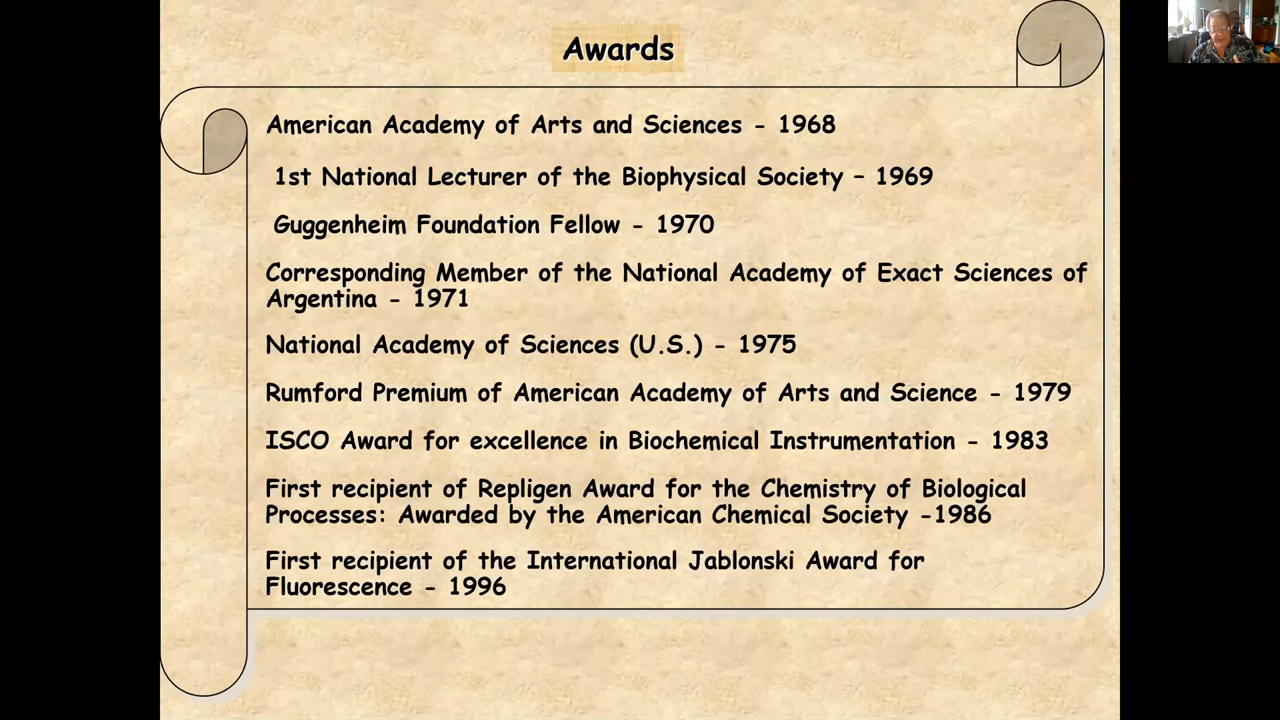 Awards
American Academy of Arts and Sciences - 1968
1st National Lecturer of the Biophysical Society – 1969
Guggenheim Foundation Fellow - 1970
Corresponding Member of the National Academy of Exact Sciences of
Argentina - 1971
National Academy of Sciences (U.S.) - 1975
Rumford Premium of American Academy of Arts and Science - 1979
ISCO Award for excellence in Biochemical Instrumentation - 1983
First recipient of Repligen Award for the Chemistry of Biological
Processes: Awarded by the American Chemical Society -1986
First recipient of the International Jablonski Award for
Fluorescence - 1996